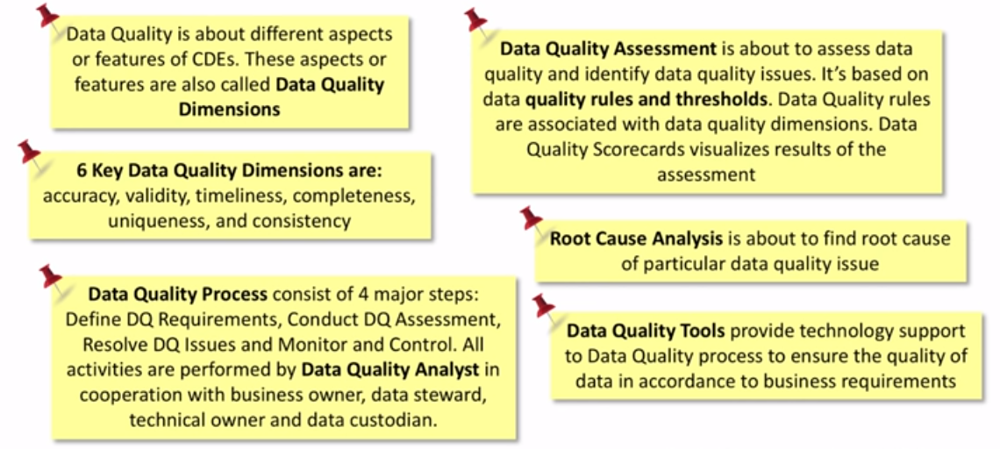 Data Quality is about different aspects
or features of CDEs. These aspects or
features are also called Data Quality
Dimensions
6 Key Data Quality Dimensions are:
accuracy, validity, timeliness, completeness,
uniqueness, and consistency
Data Quality Process consist of 4 major steps:
Define DQ Requirements, Conduct DQ Assessment,
Resolve DQ Issues and Monitor and Control. All
activities are performed by Data Quality Analyst in
cooperation with business owner, data steward,
technical owner and data custodian.
Data Quality Assessment is about to assess data
quality and identify data quality issues. It’s based on
data quality rules and thresholds. Data Quality rules
are associated with data quality dimensions. Data
Quality Scorecards visualizes results of the
assessment
Root Cause Analysis is about to find root cause
of particular data quality issue
Data Quality Tools provide technology support
to Data Quality process to ensure the quality of
data in accordance to business requirements